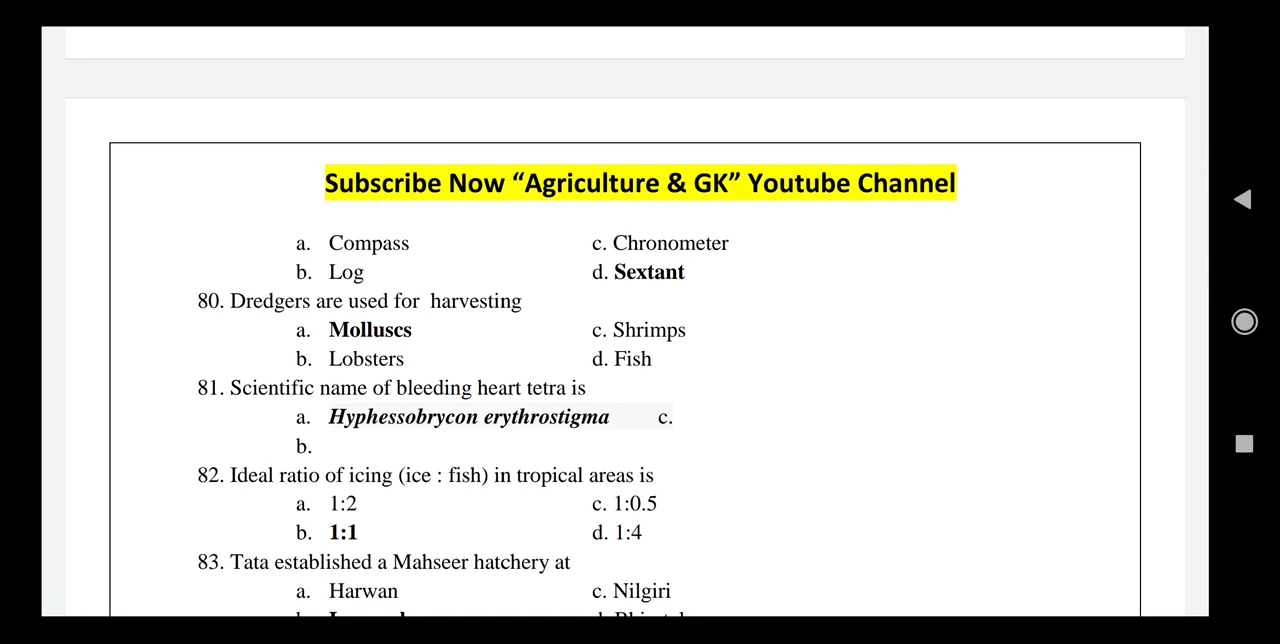 Subscribe Now “Agriculture & GK” Youtube Channel
a. Compass c. Chronometer
b. Log d. Sextant
80. Dredgers are used for harvesting
a. Molluscs c. Shrimps
b. Lobsters d. Fish
81. Scientific name of bleeding heart tetra is
a. Hyphessobrycon erythrostigma c.
b.
82. Ideal ratio of icing (ice : fish) in tropical areas is
a. 1:2 c. 1:0.5
b. 1:1 d. 1:4
83. Tata established a Mahseer hatchery at
a. Harwan c. Nilgiri